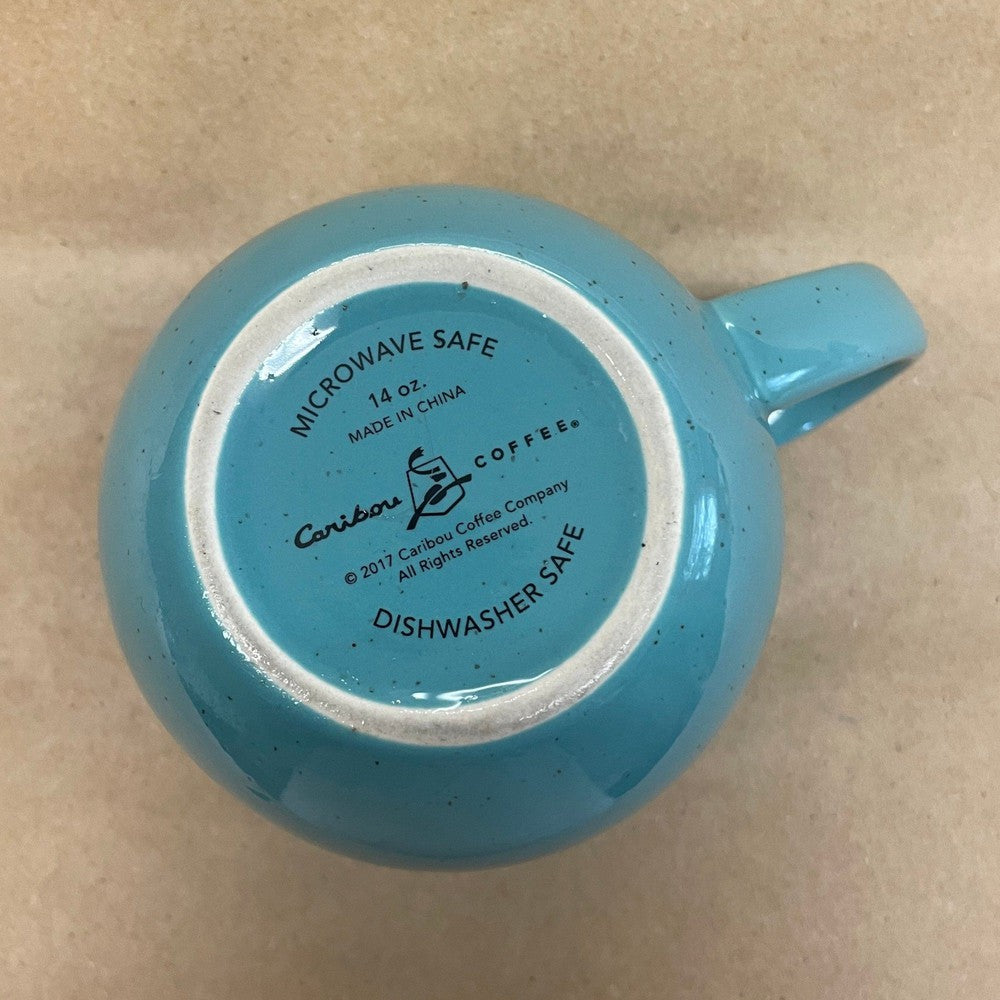 MICROWAVE SAFE
14 oz.
MADE IN CHINA
Caribou COFFEE®
© 2017 Caribou Coffee Company
All Rights Reserved.
DISHWASHER SAFE